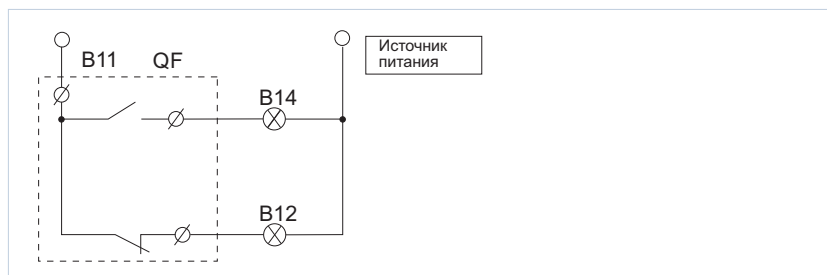 B11 QF
Источник
питания
B14
B12